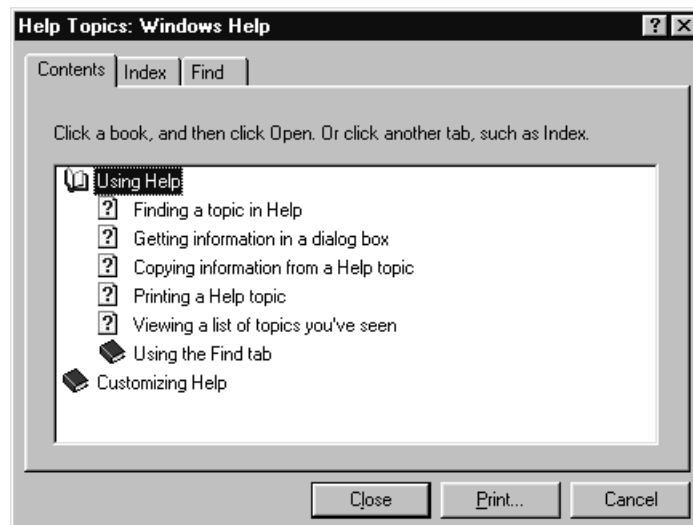 Help Topics: Windows Help
Contents Index Find
Click a book, and then click Open. Or click another tab, such as Index.
Using Help
? Finding a topic in Help
? Getting information in a dialog box
? Copying information from a Help topic
? Printing a Help topic
? Viewing a list of topics you've seen
Using the Find tab
Customizing Help
Close Print... Cancel